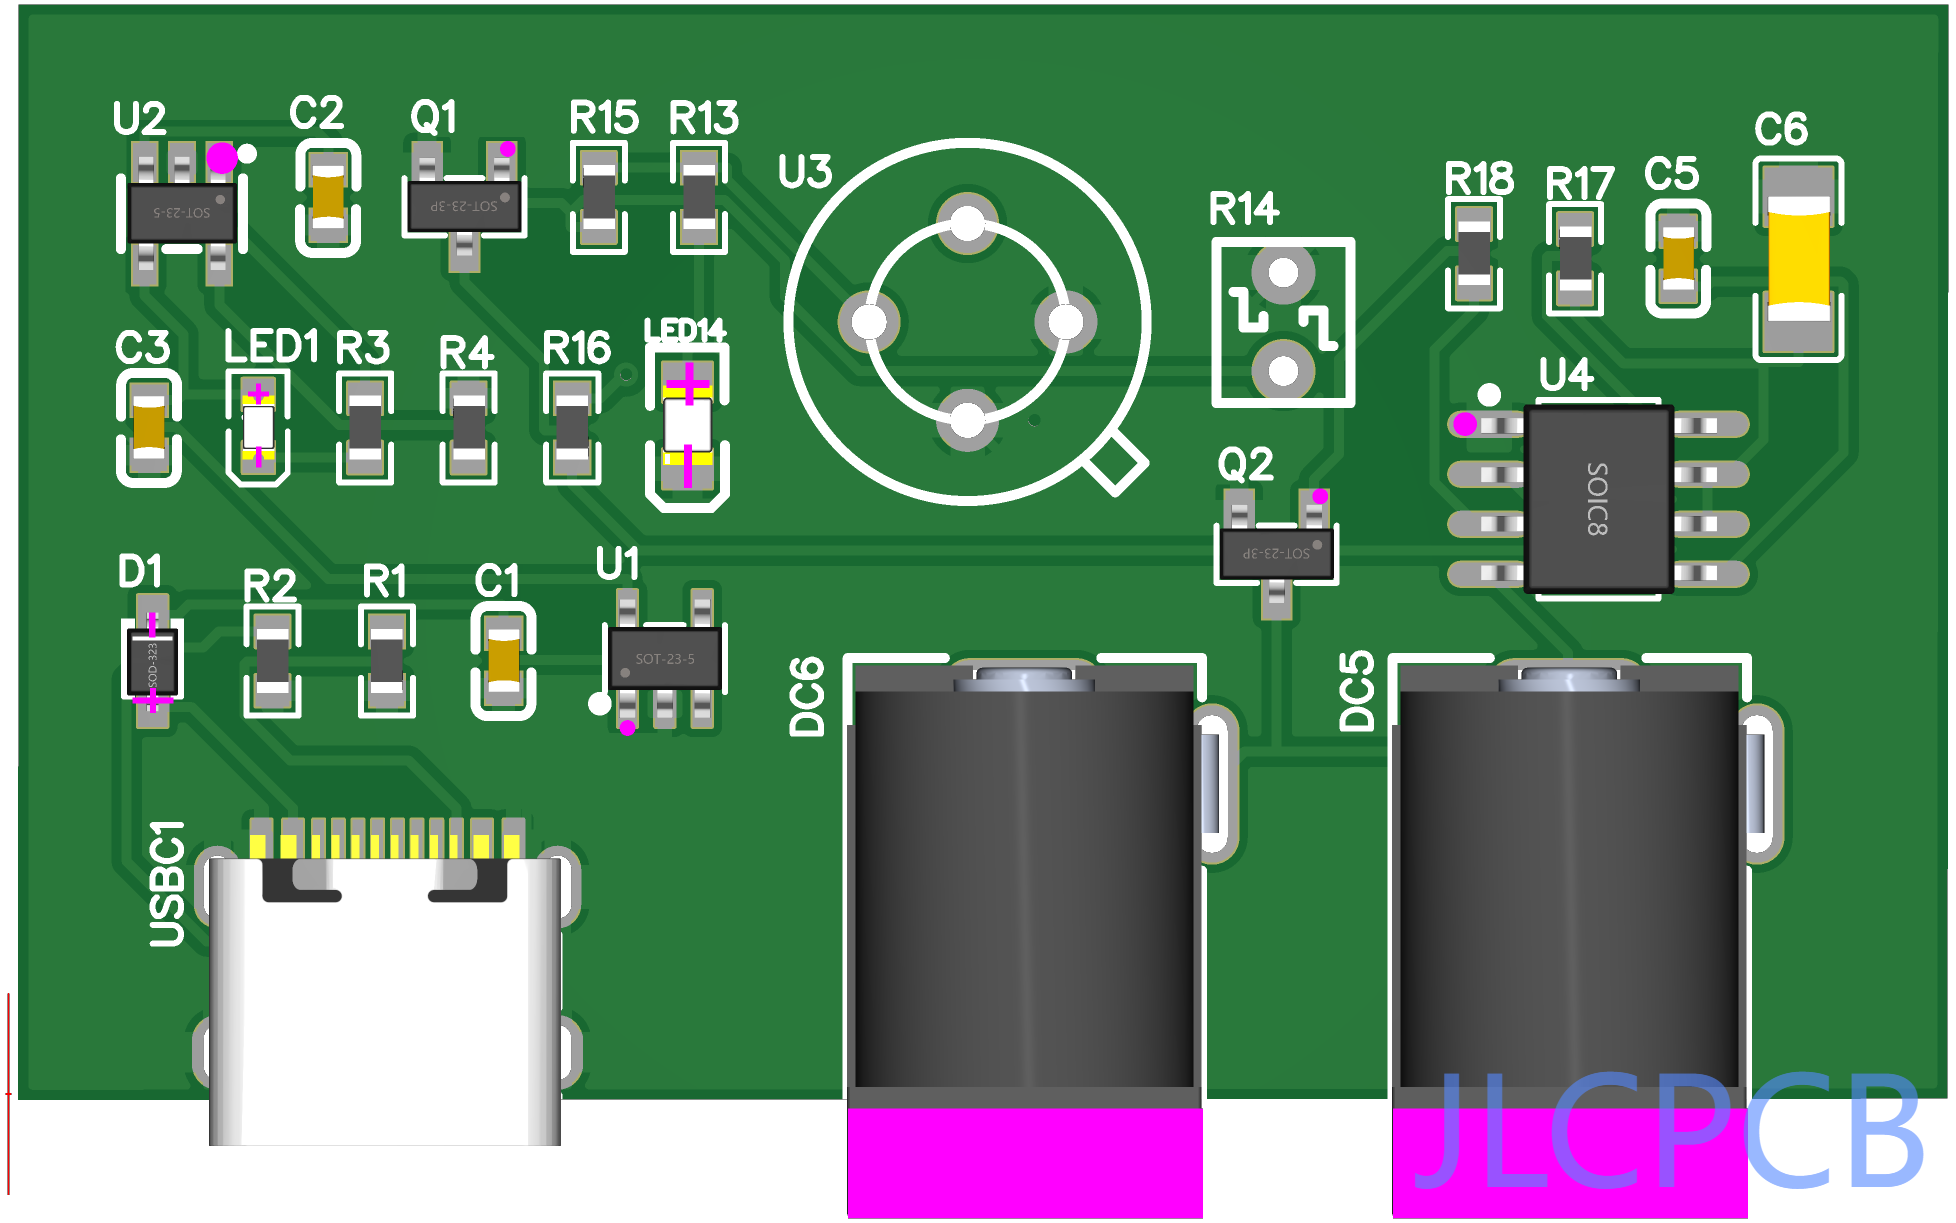 U2
C2
Q1
R15
R13
U3
R14
R18
R17
C5
C6
SOT-23-5
SOT-23-3P
C3
LED1
R3
R4
R16
LED14
U4
SOIC8
Q2
SOT-23-3P
D1
R2
R1
C1
U1
SOD-323
SOT-23-5
DC6
DC5
USBC1
JLCPCB